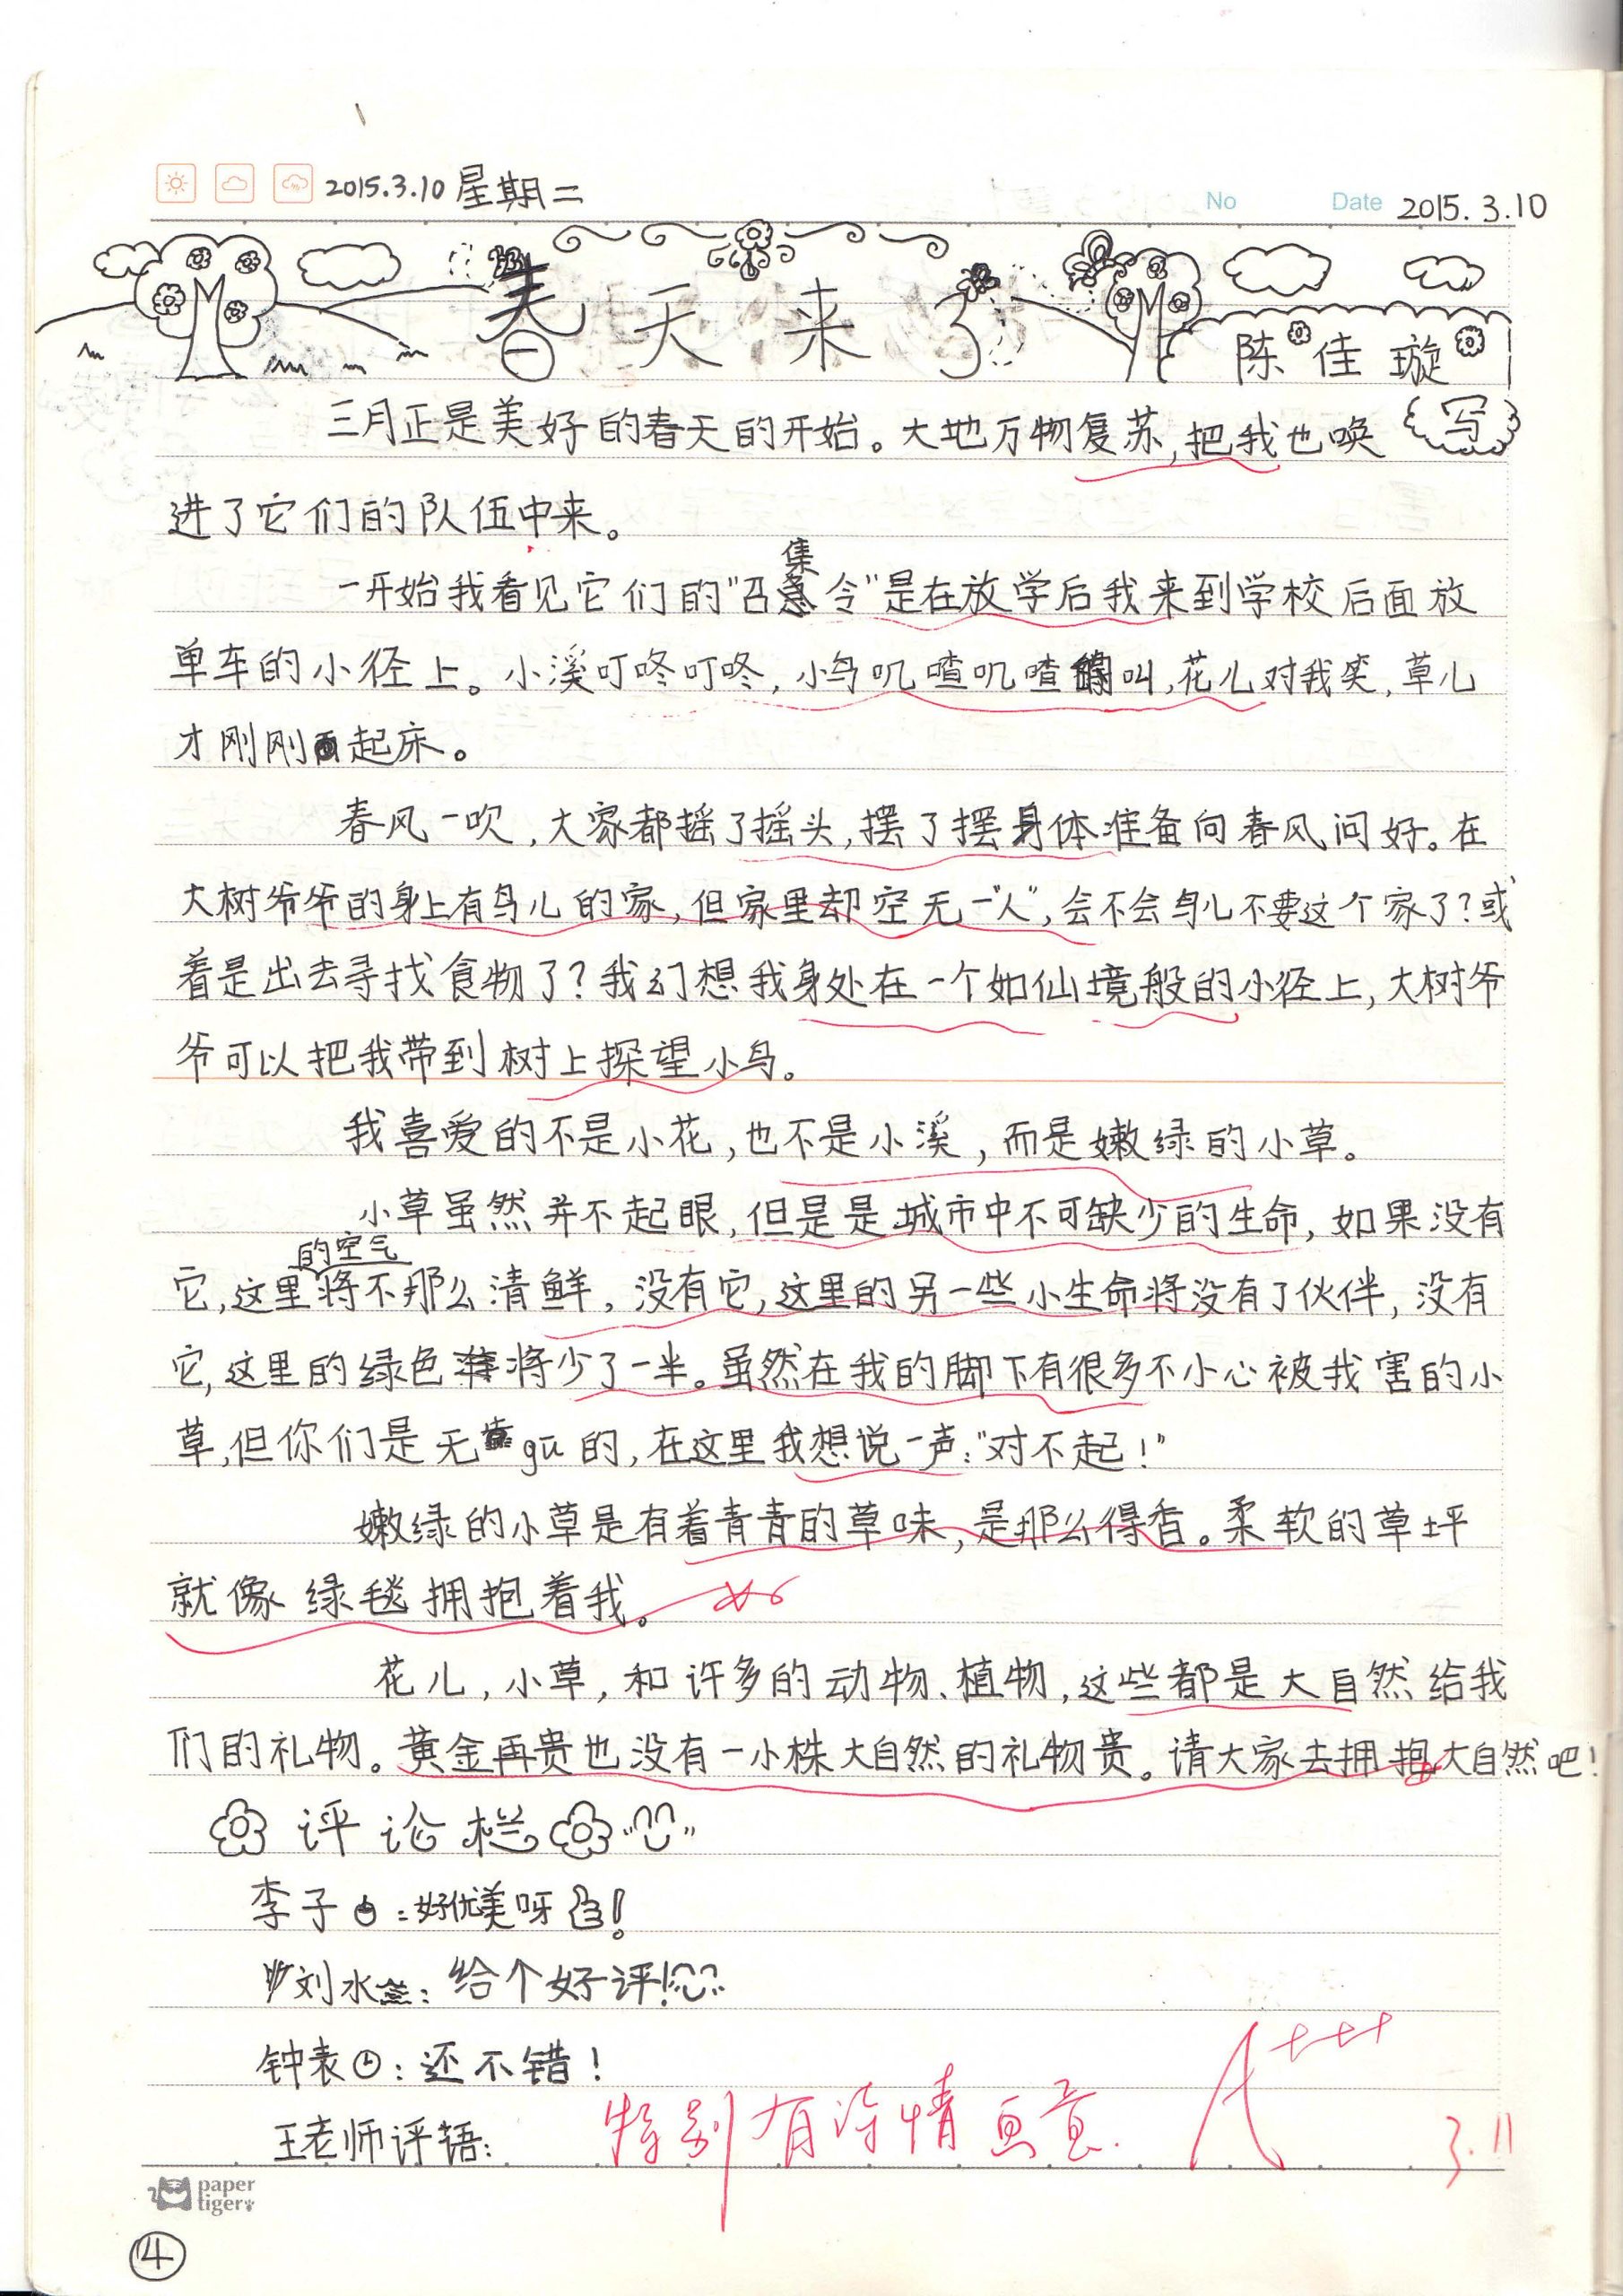 2015.3.10 星期二
No Date 2015.3.10
春天来了
陈佳璇
写
三月正是美好的春天的开始。大地万物复苏,把我也唤
进了它们的队伍中来。
一开始我看见它们的"召集令"是在放学后我来到学校后面放
单车的小径上。小溪叮咚叮咚,小鸟叽喳叽喳的叫,花儿对我笑,草儿
才刚刚起床。
春风一吹,大家都摇了摇头,摆了摆身体准备向春风问好。在
大树爷爷的身上有鸟儿的家,但家里却空无一"人",会不会鸟儿不要这个家了?或
着是出去寻找食物了?我幻想我身处在一个如仙境般的小径上,大树爷
爷可以把我带到树上探望小鸟。
我喜爱的不是小花,也不是小溪,而是嫩绿的小草。
小草虽然并不起眼,但是是城市中不可缺少的生命,如果没有
它,这里的空气将不那么清鲜,没有它,这里的另一些小生命将没有了伙伴,没有
它,这里的绿色将少了一半。虽然在我的脚下有很多不小心被我害的小
草,但你们是无gū的,在这里我想说一声:"对不起!"
嫩绿的小草是有着青青的草味,是那么得香。柔软的草坪
就像绿毯拥抱着我。
花儿,小草,和许多的动物、植物,这些都是大自然给我
们的礼物。黄金再贵也没有一小株大自然的礼物贵。请大家去拥抱大自然吧!
评论栏
李子:好优美呀!
刘水:给个好评!
钟表:还不错!
王老师评语: 特别有诗情画意. A+++ 3.11
paper
tiger
4